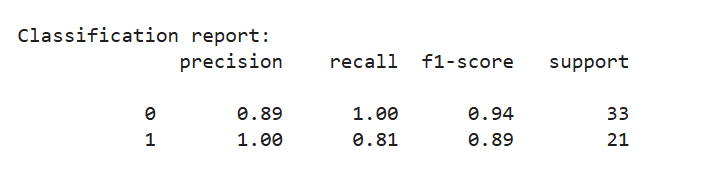 Classification report:
precision recall f1-score support
0 0.89 1.00 0.94 33
1 1.00 0.81 0.89 21